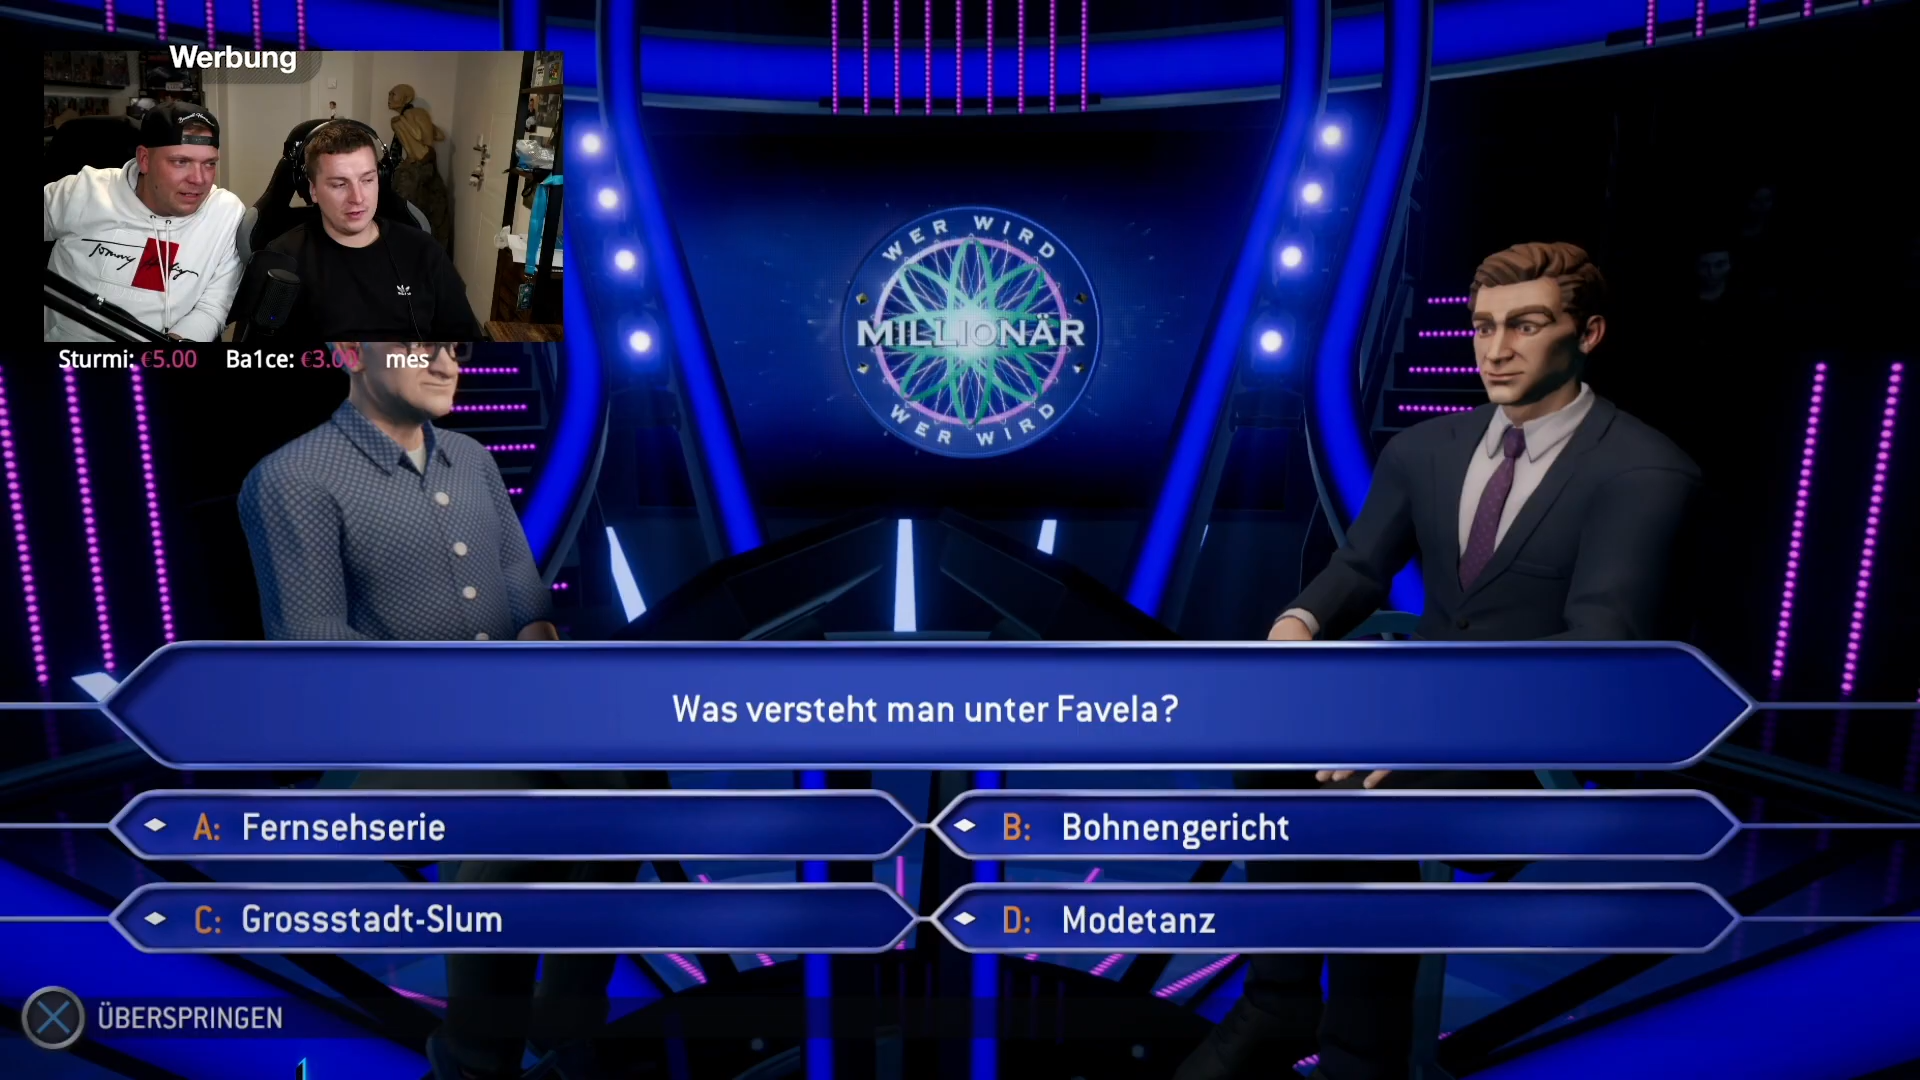 Werbung
Sturmi: €5.00 Ba1ce: €3.00 mes
WER WIRD
MILLIONÄR
WER WIRD
Was versteht man unter Favela?
A: Fernsehserie
B: Bohnengericht
C: Grossstadt-Slum
D: Modetanz
ÜBERSPRINGEN